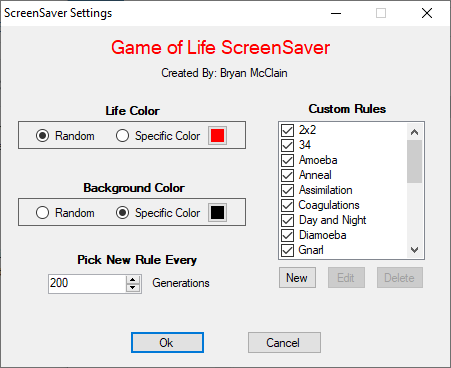 ScreenSaver Settings
Game of Life ScreenSaver
Created By: Bryan McClain
Life Color
Random
Specific Color
Background Color
Random
Specific Color
Pick New Rule Every
200
Generations
Custom Rules
2x2
34
Amoeba
Anneal
Assimilation
Coagulations
Day and Night
Diamoeba
Gnarl
New
Edit
Delete
Ok
Cancel